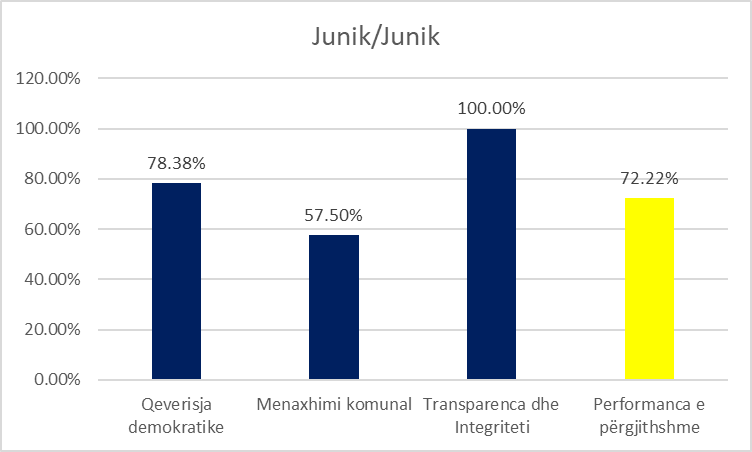 Junik/Junik
120.00%
100.00%
80.00%
60.00%
40.00%
20.00%
0.00%
78.38%
57.50%
100.00%
72.22%
Qeverisja
demokratike
Menaxhimi komunal
Transparenca dhe
Integriteti
Performanca e
përgjithshme